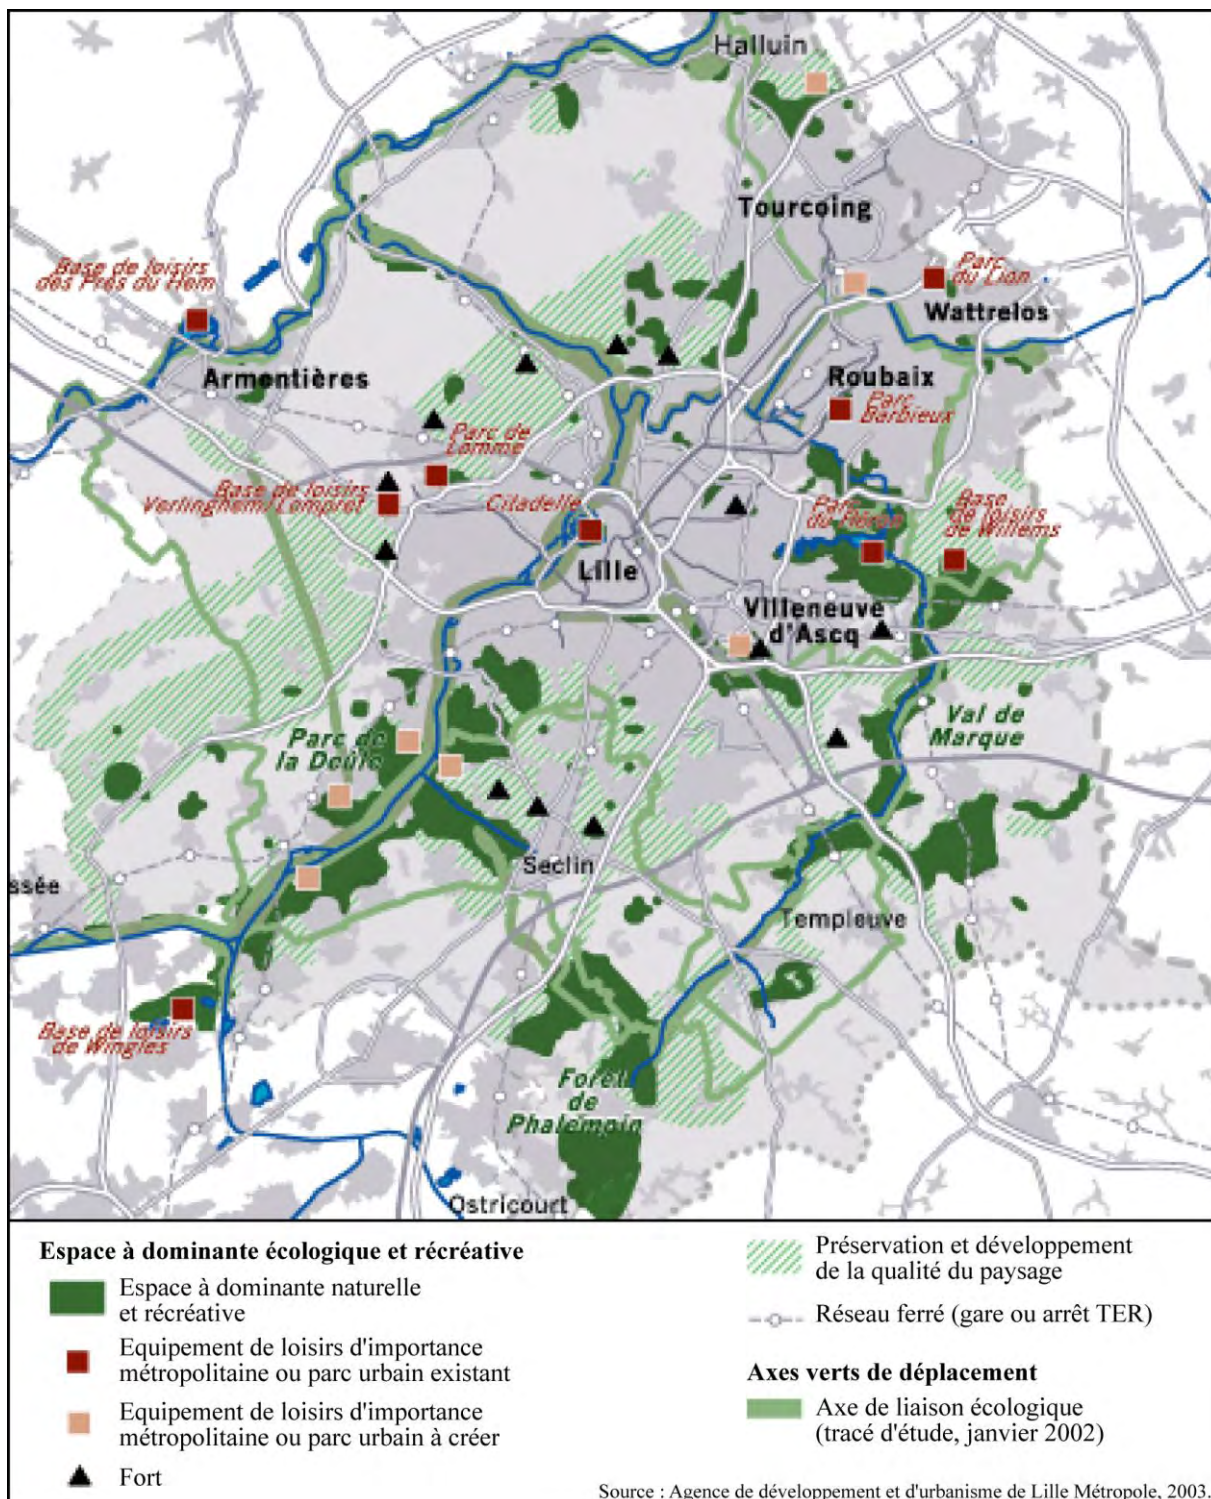 Halluin
Tourcoing
Base de loisirs
des Prés du Hem
Parc
du Lion
Wattrelos
Armentières
Roubaix
Parc
Barbieux
Parc de
Lomme
Base de loisirs
Verlinghem/Lompret
Citadelle
Parc
du Héron
Base
de loisirs
de Willems
Lille
Villeneuve
d'Ascq
Parc de
la Deûle
Val de
Marque
Seclin
ssée
Templeuve
Base de loisirs
de Wingles
Forêt
de
Phalempin
Ostricourt
Espace à dominante écologique et récréative
Espace à dominante naturelle
et récréative
Equipement de loisirs d'importance
métropolitaine ou parc urbain existant
Equipement de loisirs d'importance
métropolitaine ou parc urbain à créer
Fort
Préservation et développement
de la qualité du paysage
Réseau ferré (gare ou arrêt TER)
Axes verts de déplacement
Axe de liaison écologique
(tracé d'étude, janvier 2002)
Source : Agence de développement et d'urbanisme de Lille Métropole, 2003.